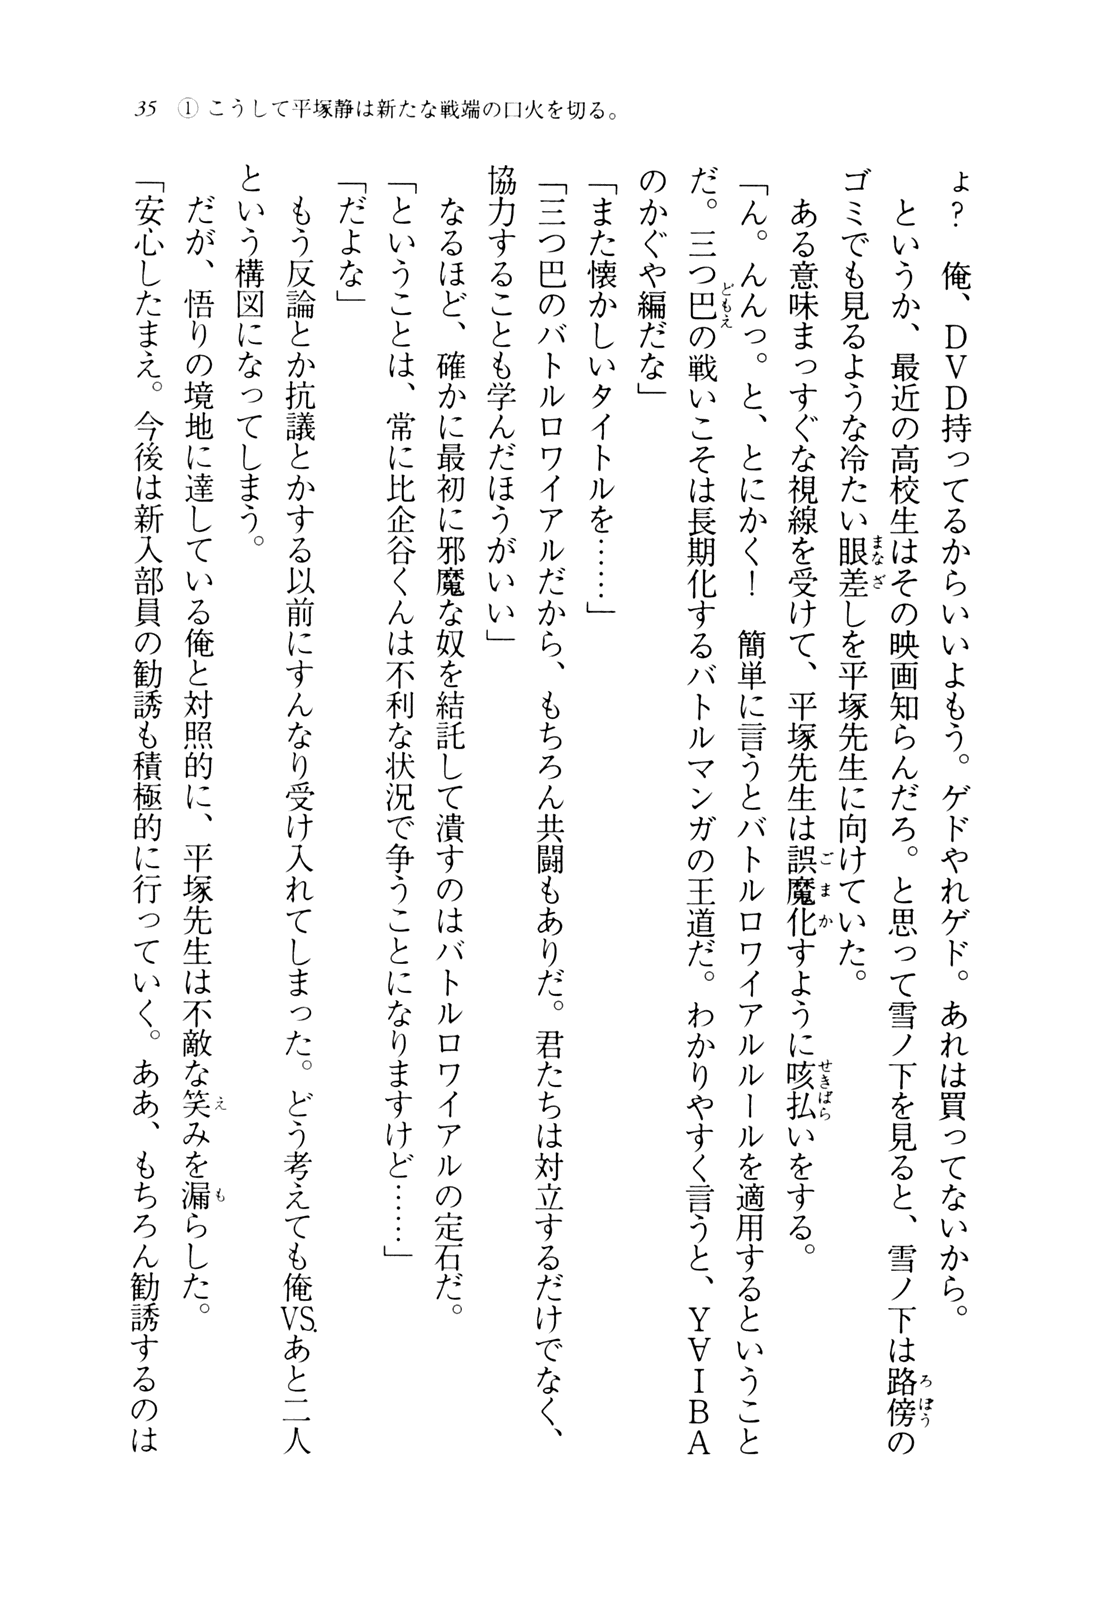 35　①こうして平塚静は新たな戦端の口火を切る。
ょ?　俺、DVD持ってるからいいよもう。ゲドやれゲド。あれは買ってないから。
　というか、最近の高校生はその映画知らんだろ。と思って雪ノ下を見ると、雪ノ下は路傍の
ゴミでも見るような冷たい眼差しを平塚先生に向けていた。
　ある意味まっすぐな視線を受けて、平塚先生は誤魔化すように咳払いをする。
「ん。んんっ。と、とにかく!　簡単に言うとバトルロワイアルルールを適用するということ
だ。三つ巴の戦いこそは長期化するバトルマンガの王道だ。わかりやすく言うと、Y∀IBA
のかぐや編だな」
「また懐かしいタイトルを……」
「三つ巴のバトルロワイアルだから、もちろん共闘もありだ。君たちは対立するだけでなく、
協力することも学んだほうがいい」
　なるほど、確かに最初に邪魔な奴を結託して潰すのはバトルロワイアルの定石だ。
「ということは、常に比企谷くんは不利な状況で争うことになりますけど……」
「だよな」
　もう反論とか抗議とかする以前にすんなり受け入れてしまった。どう考えても俺VS.あと二人
という構図になってしまう。
　だが、悟りの境地に達している俺と対照的に、平塚先生は不敵な笑みを漏らした。
「安心したまえ。今後は新入部員の勧誘も積極的に行っていく。ああ、もちろん勧誘するのは